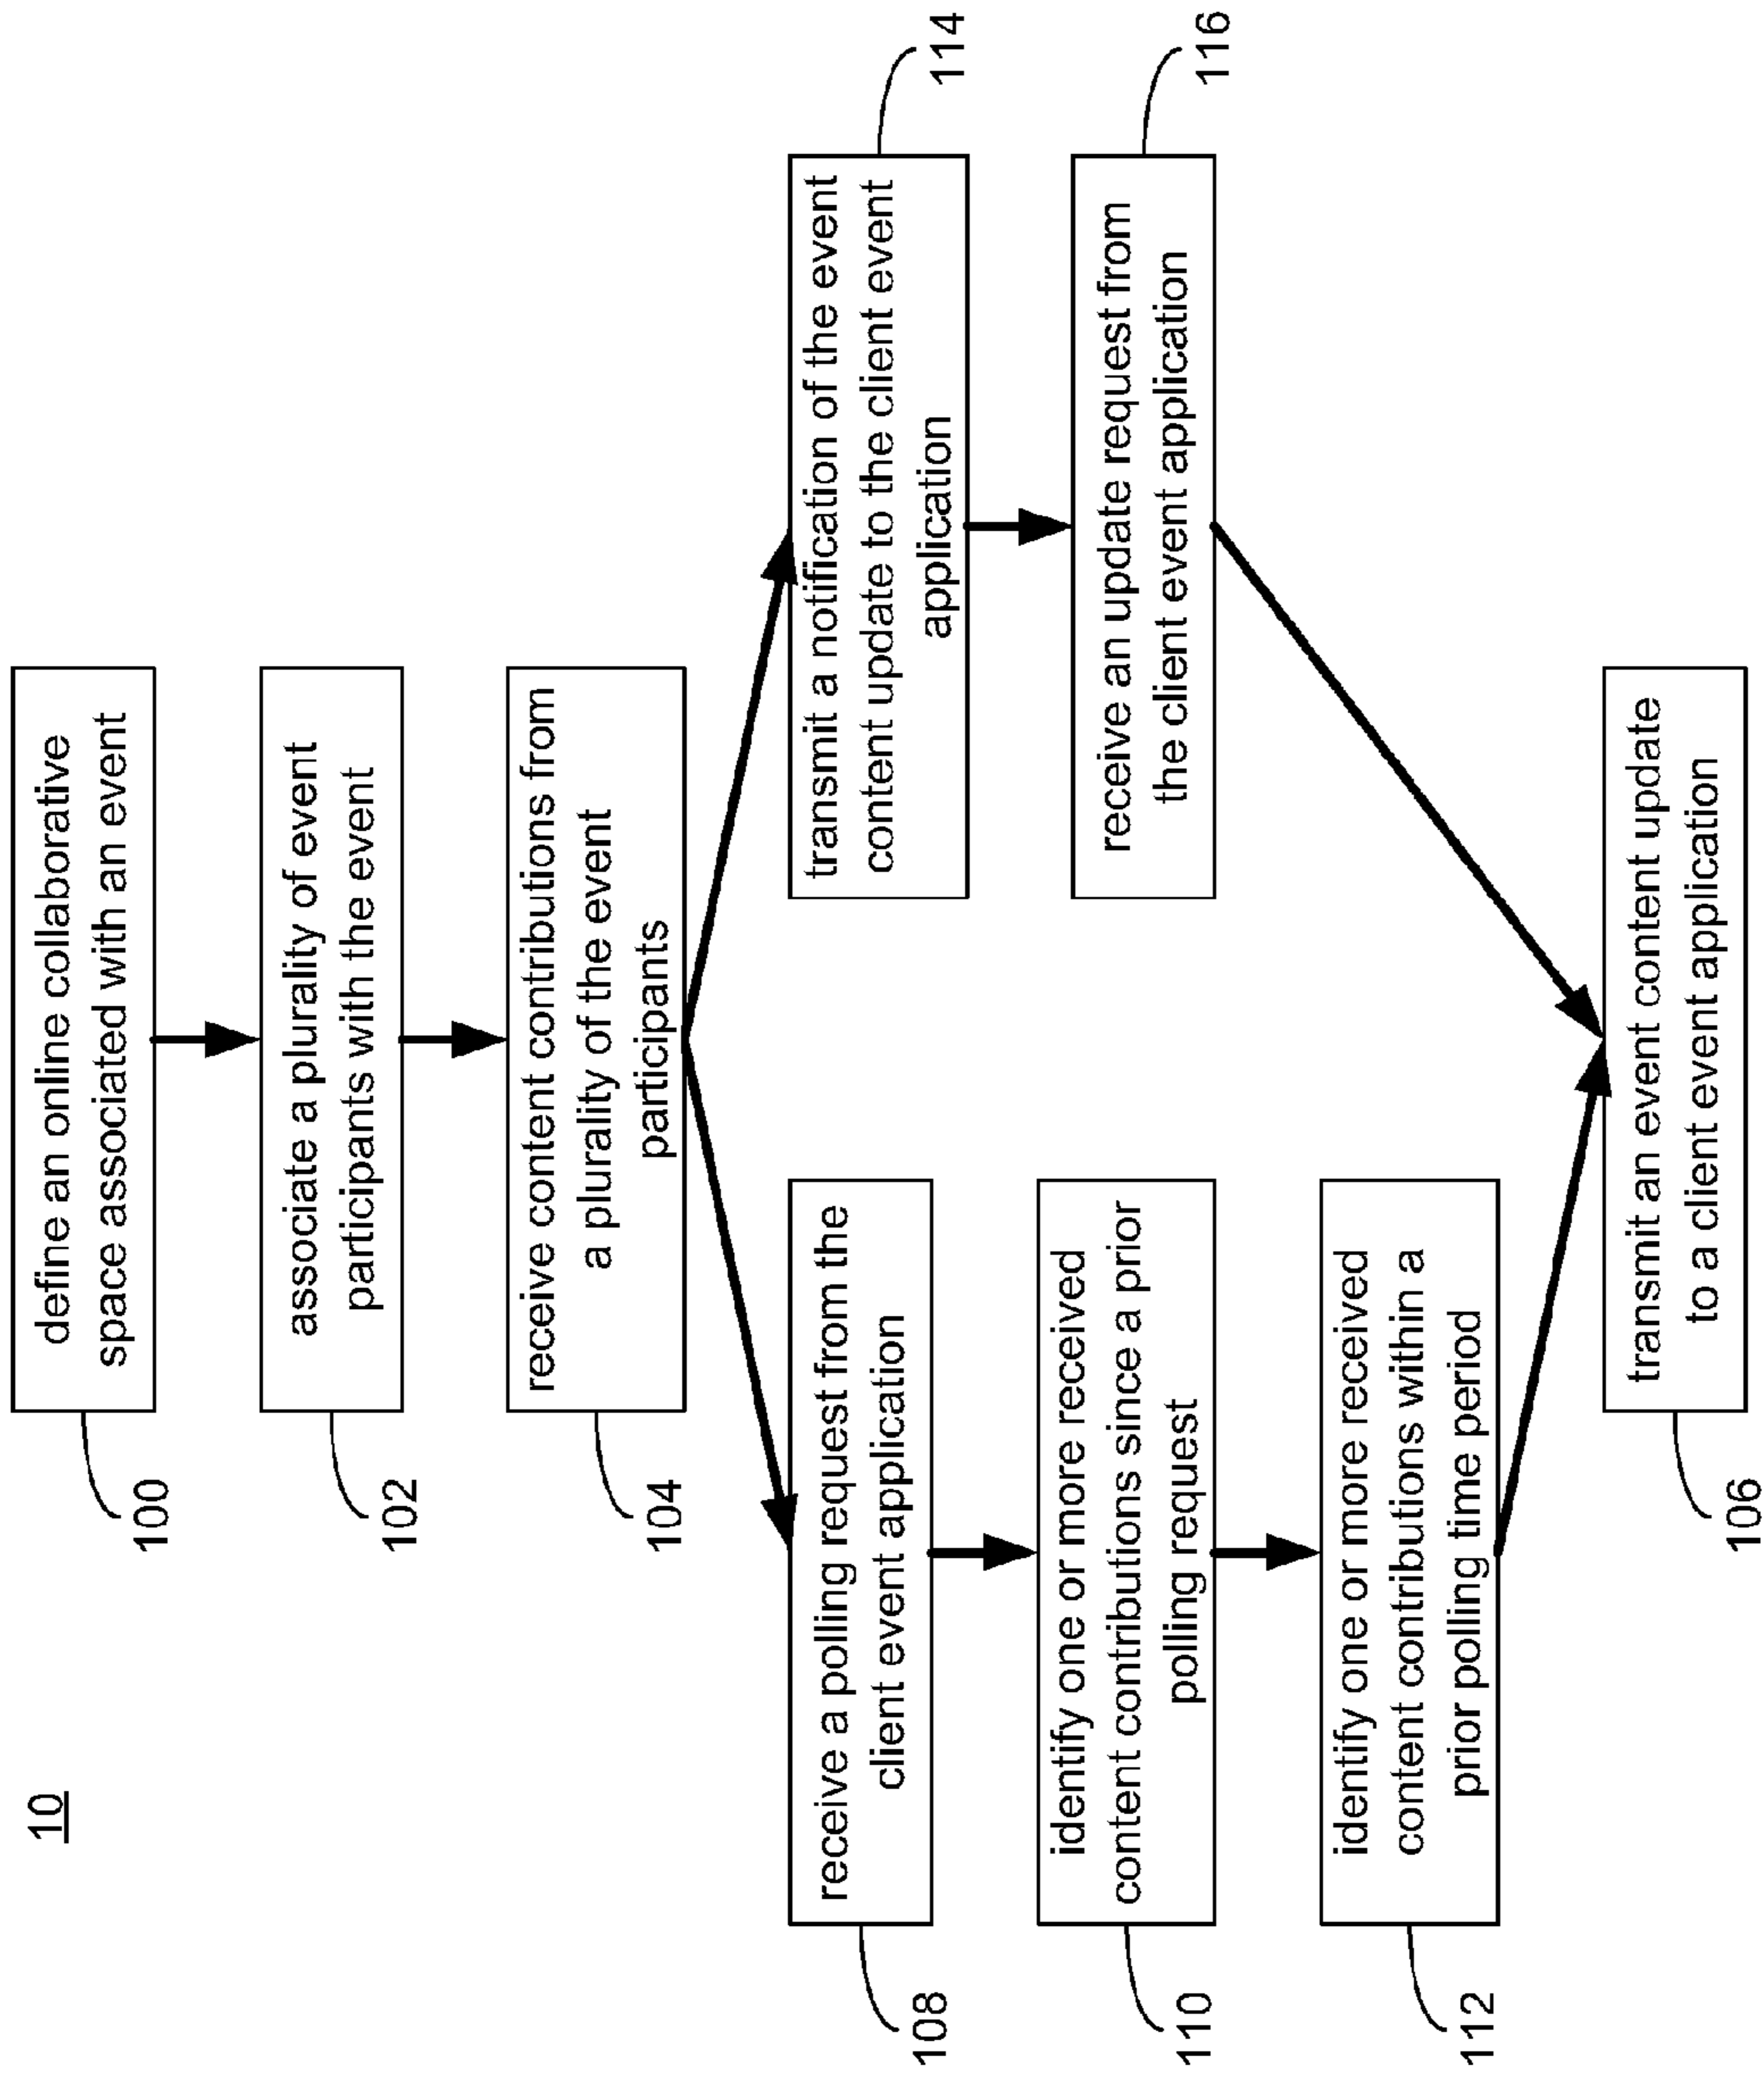 10
100
define an online collaborative
space associated with an event
102
associate a plurality of event
participants with the event
104
receive content contributions from
a plurality of the event
participants
108
receive a polling request from the
client event application
110
identify one or more received
content contributions since a prior
polling request
112
identify one or more received
content contributions within a
prior polling time period
114
transmit a notification of the event
content update to the client event
application
116
receive an update request from
the client event application
106
transmit an event content update
to a client event application